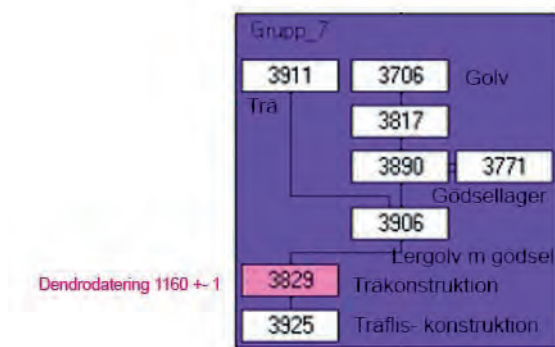 Grupp_7
3911 3706 Golv
Trä
3817
3890 3771
Gödsellager
3906
Lergolv m gödsel
Dendrodatering 1160 +- 1 3829 Träkonstruktion
3925 Träflis- konstruktion